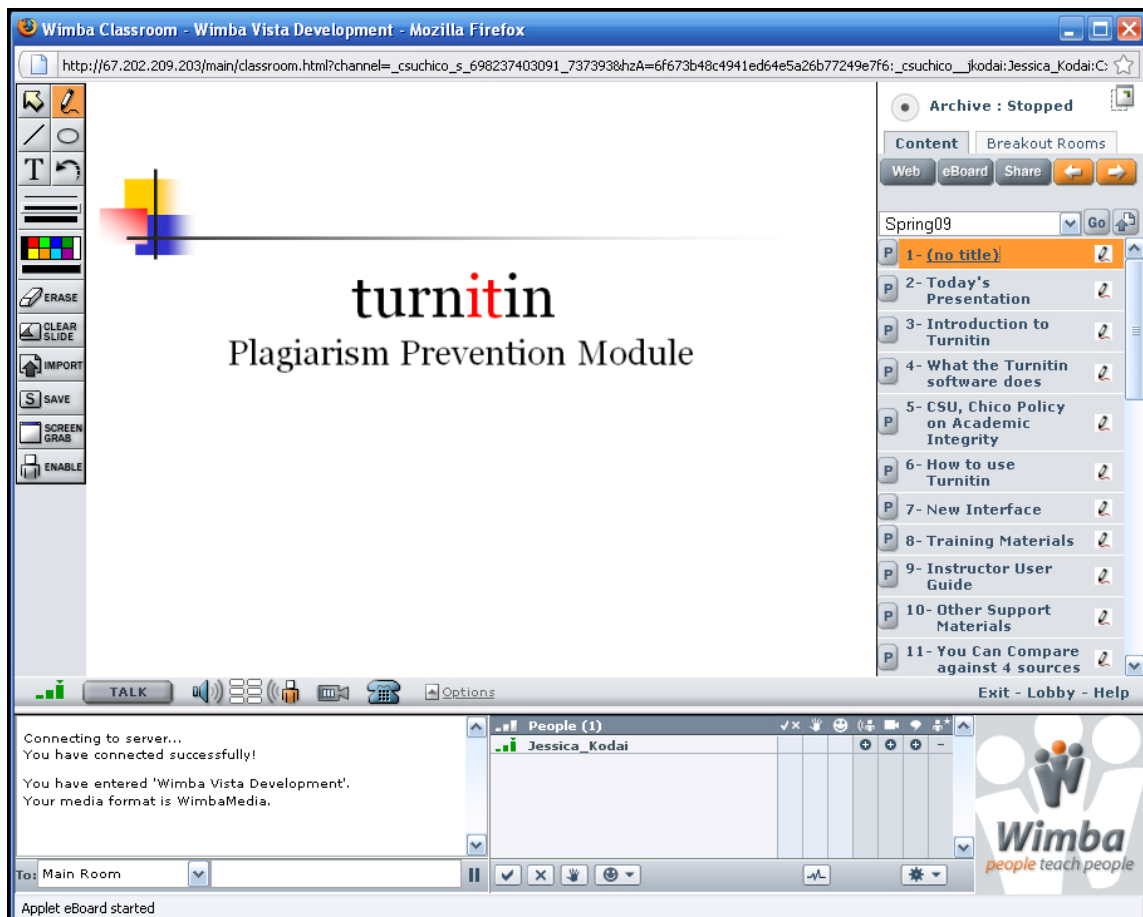 Wimba Classroom - Wimba Vista Development - Mozilla Firefox
http://67.202.209.203/main/classroom.html?channel=_csuchico_s_698237403091_737393&hzA=6f673b48c4941ed64e5a26b77249e7f6:_csuchico__jkodai:Jessica_Kodai:C:
T
ERASE
CLEAR
SLIDE
IMPORT
S SAVE
SCREEN
GRAB
ENABLE
turnitin
Plagiarism Prevention Module
Archive : Stopped
Content Breakout Rooms
Web eBoard Share
Spring09 Go
P 1- (no title)
P 2- Today's
Presentation
P 3- Introduction to
Turnitin
P 4- What the Turnitin
software does
P 5- CSU, Chico Policy
on Academic
Integrity
P 6- How to use
Turnitin
P 7- New Interface
P 8- Training Materials
P 9- Instructor User
Guide
P 10- Other Support
Materials
P 11- You Can Compare
against 4 sources
TALK Options Exit - Lobby - Help
Connecting to server...
You have connected successfully!
You have entered 'Wimba Vista Development'.
Your media format is WimbaMedia.
To: Main Room
People (1)
Jessica_Kodai
Wimba
people teach people
Applet eBoard started